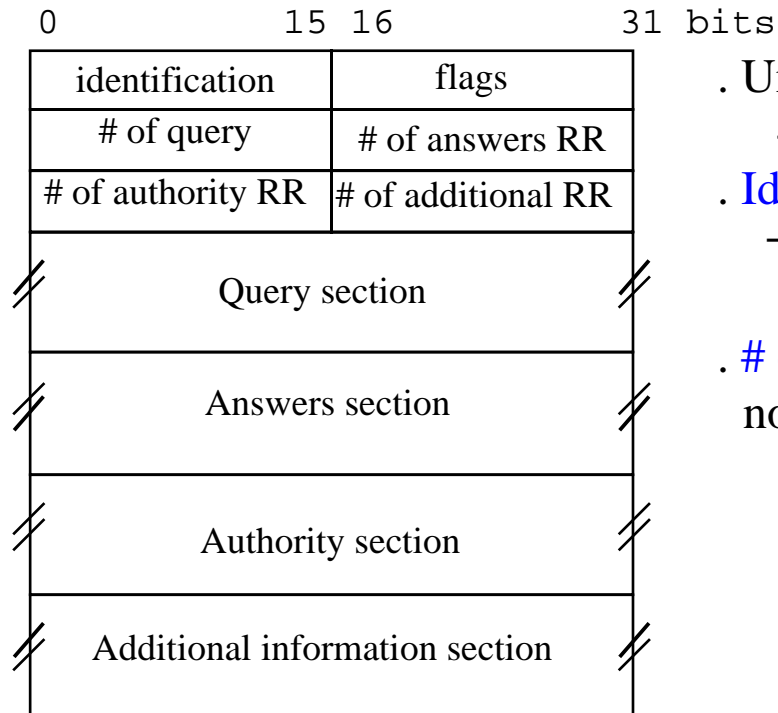 0 15 16 31 bits
identification flags
# of query # of answers RR
# of authority RR # of additional RR
Query section
Answers section
Authority section
Additional information section
. #